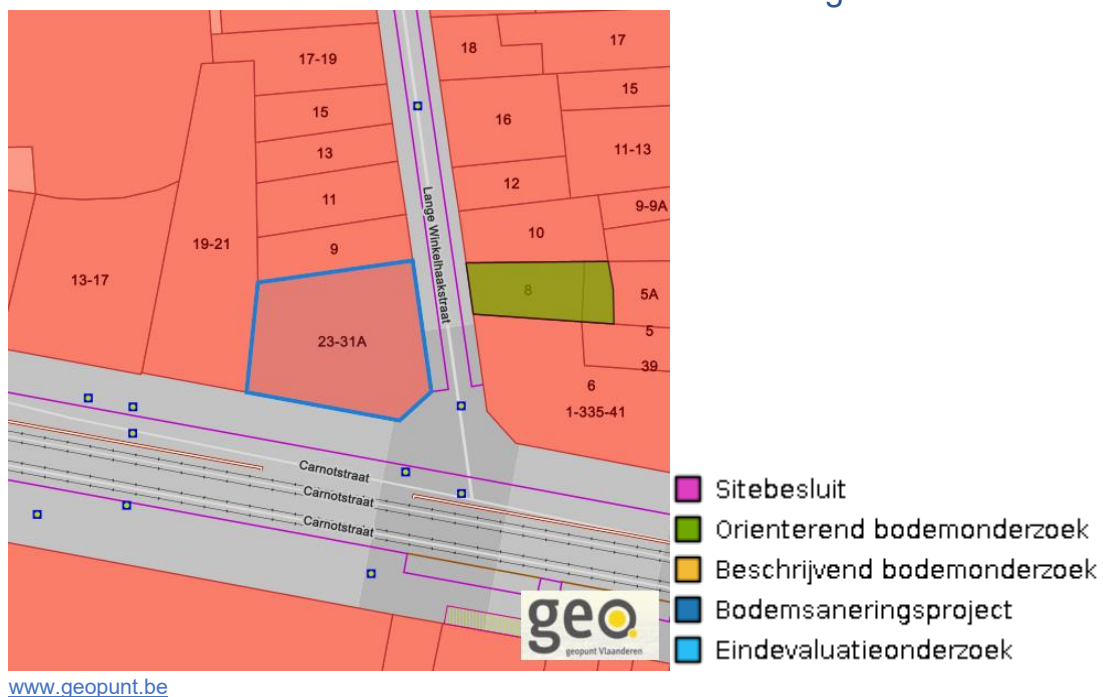 17-19
18
17
15
15
16
13
11-13
12
11
9-9A
10
19-21
9
13-17
Lange Winkelhaakstraat
8
5A
5
23-31A
39
6
1-335-41
Carnotstraat
Carnotstraat
Carnotstraat
Sitebesluit
Orienterend bodemonderzoek
Beschrijvend bodemonderzoek
Bodemsaneringsproject
Eindevaluatieonderzoek
geo.
geopunt Vlaanderen
www.geopunt.be